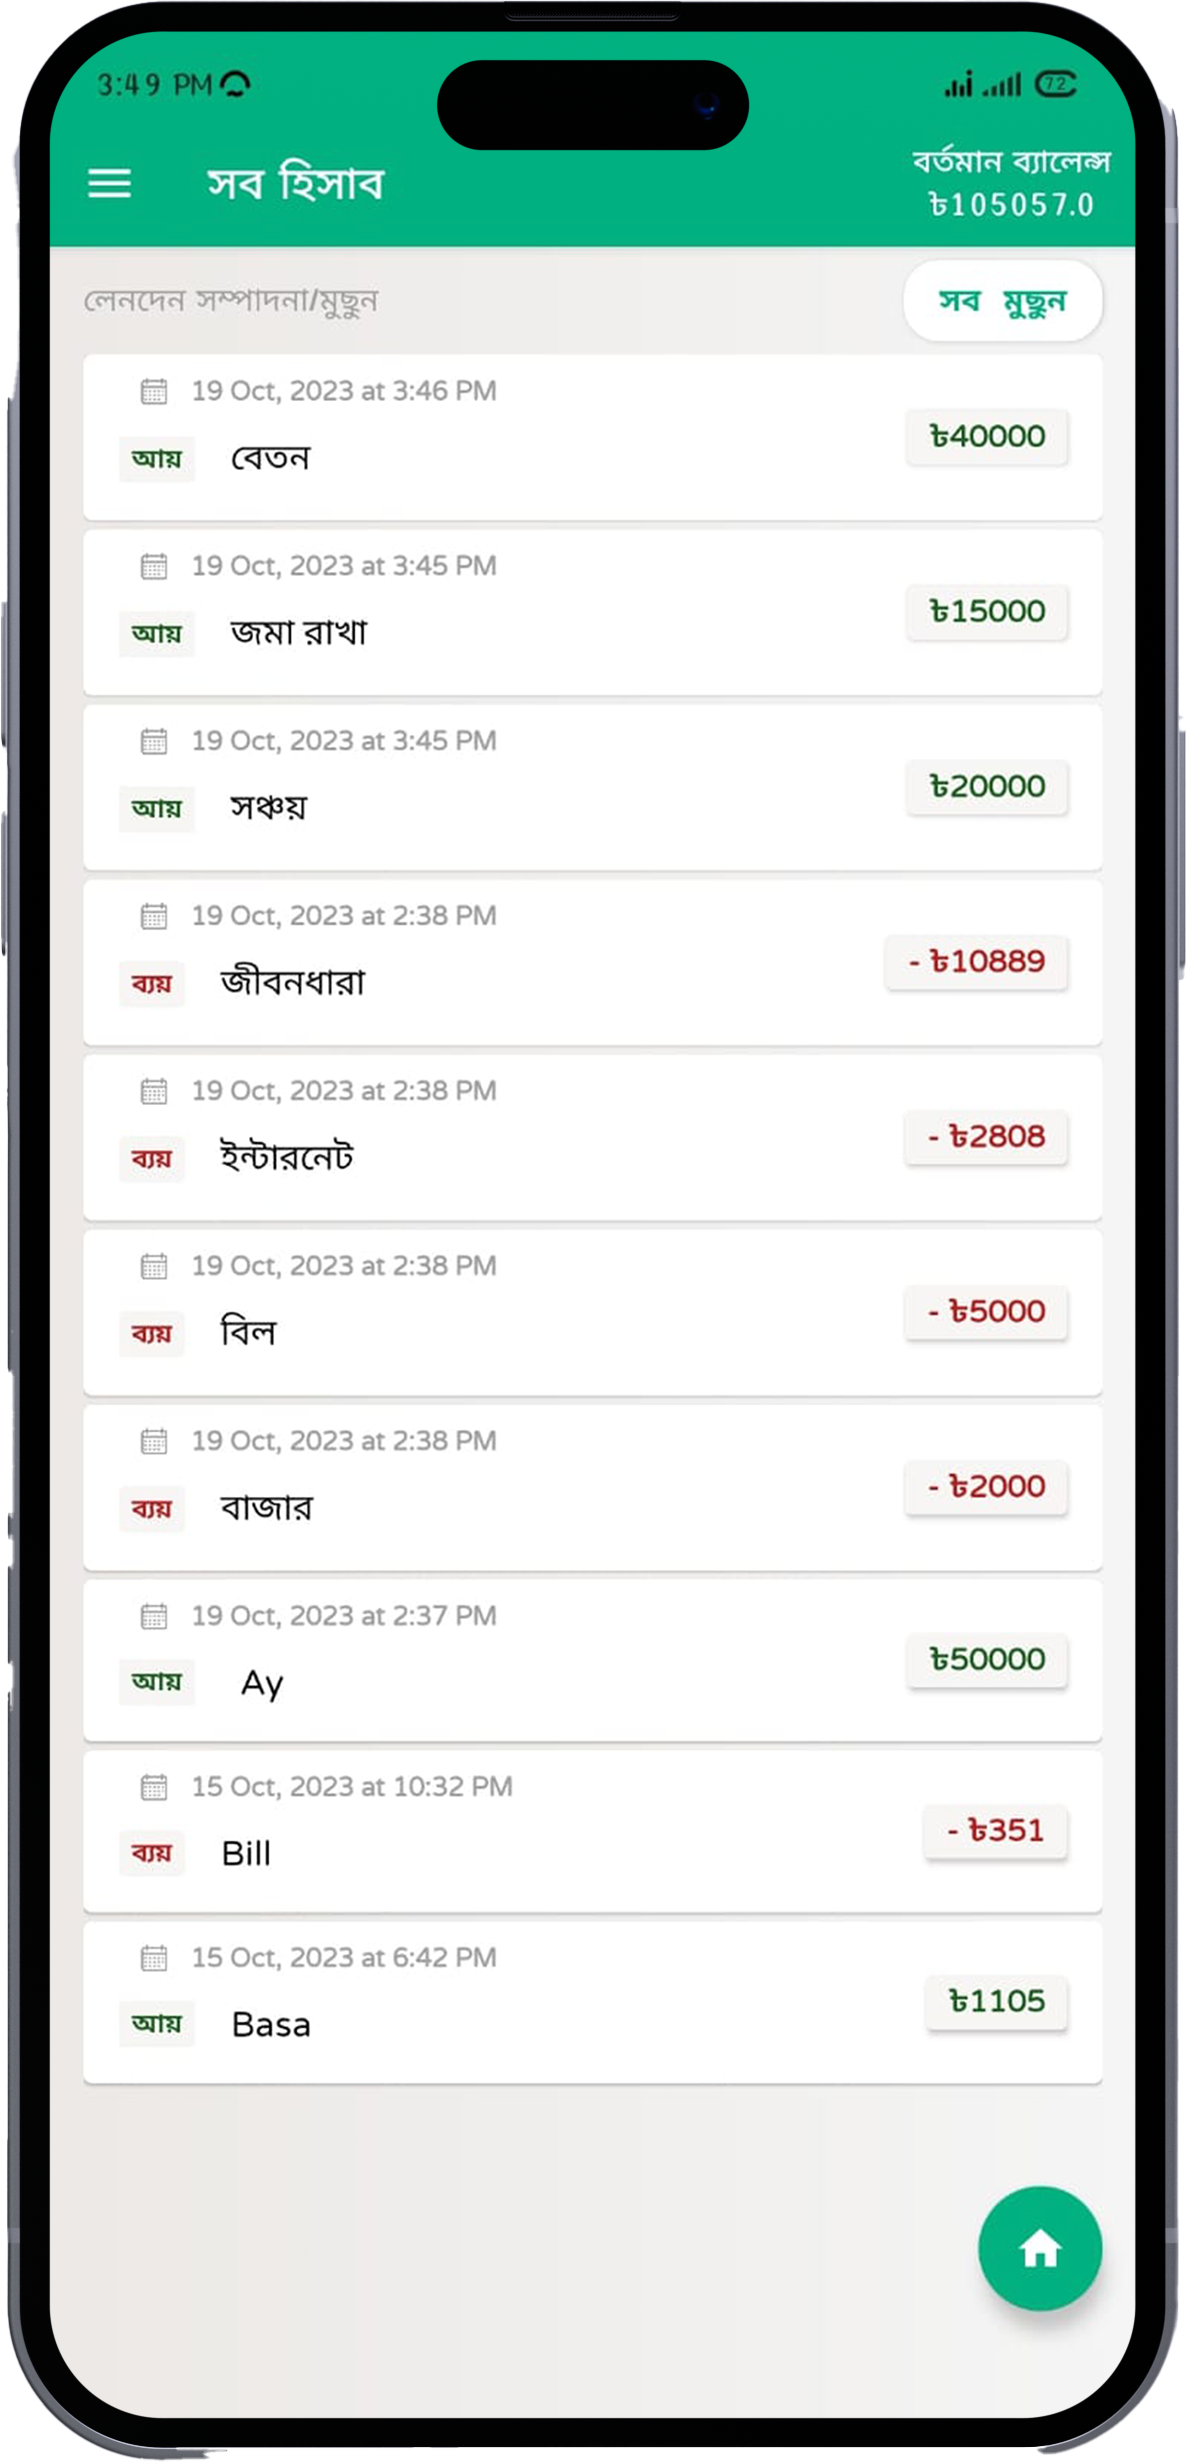 3:49 PM
72
সব হিসাব
বর্তমান ব্যালেন্স
৳105057.0
লেনদেন সম্পাদনা/মুছুন
সব মুছুন
19 Oct, 2023 at 3:46 PM
আয় বেতন
৳40000
19 Oct, 2023 at 3:45 PM
আয় জমা রাখা
৳15000
19 Oct, 2023 at 3:45 PM
আয় সঞ্চয়
৳20000
19 Oct, 2023 at 2:38 PM
ব্যয় জীবনধারা
- ৳10889
19 Oct, 2023 at 2:38 PM
ব্যয় ইন্টারনেট
- ৳2808
19 Oct, 2023 at 2:38 PM
ব্যয় বিল
- ৳5000
19 Oct, 2023 at 2:38 PM
ব্যয় বাজার
- ৳2000
19 Oct, 2023 at 2:37 PM
আয় Ay
৳50000
15 Oct, 2023 at 10:32 PM
ব্যয় Bill
- ৳351
15 Oct, 2023 at 6:42 PM
আয় Basa
৳1105